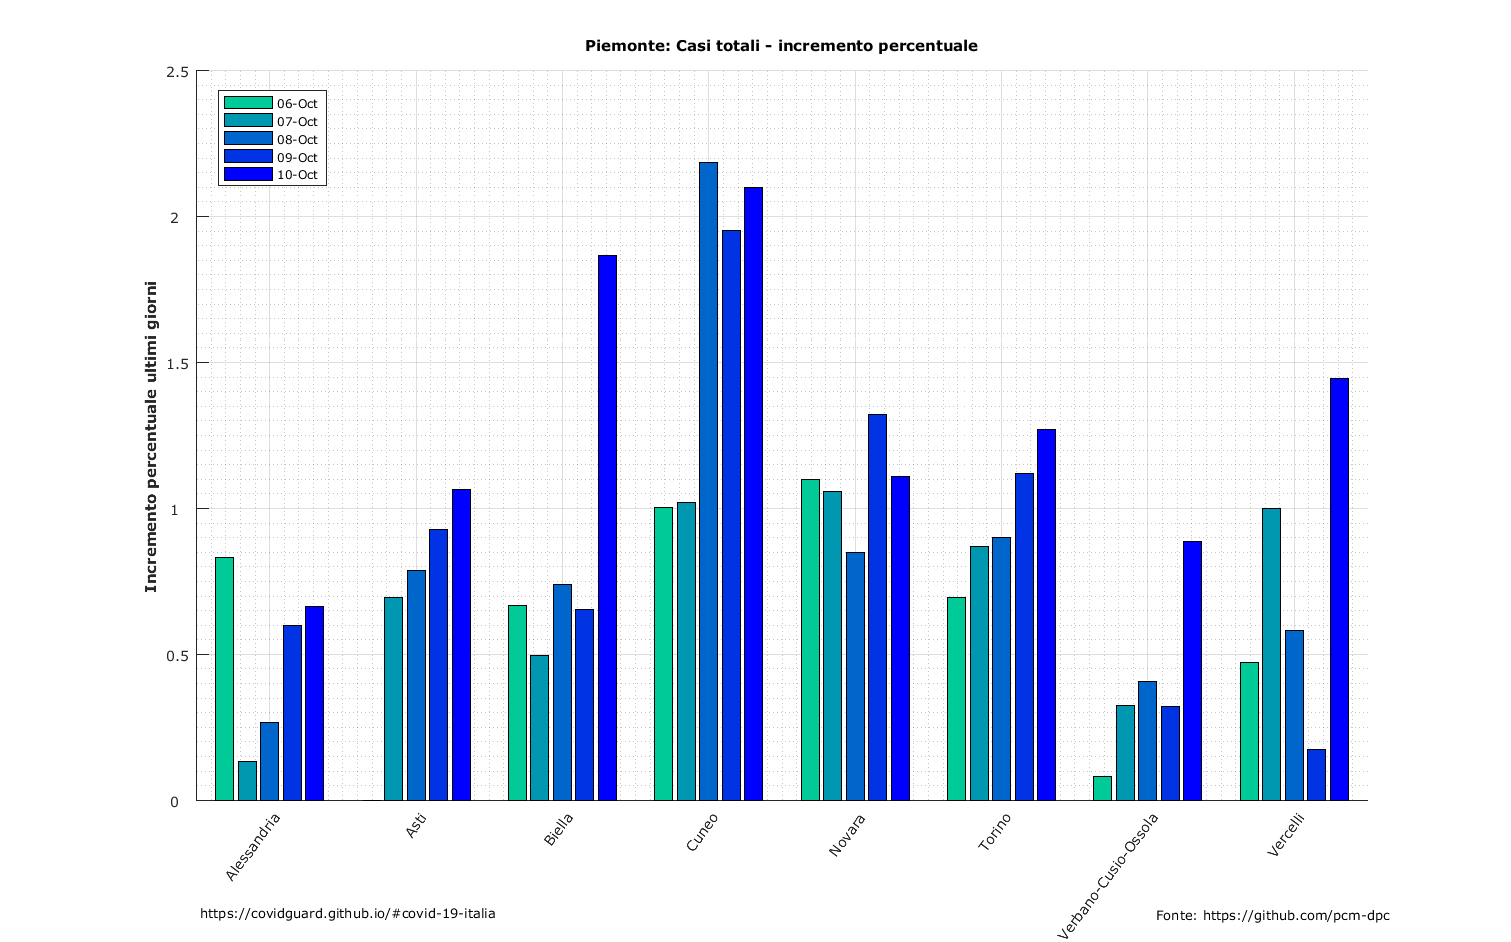 Piemonte: Casi totali - incremento percentuale
Incremento percentuale ultimi giorni
2.5
2
1.5
1
0.5
0
06-Oct
07-Oct
08-Oct
09-Oct
10-Oct
Alessandria
Asti
Biella
Cuneo
Novara
Torino
Verbano-Cusio-Ossola
Vercelli
https://covidguard.github.io/#covid-19-italia
Fonte: https://github.com/pcm-dpc